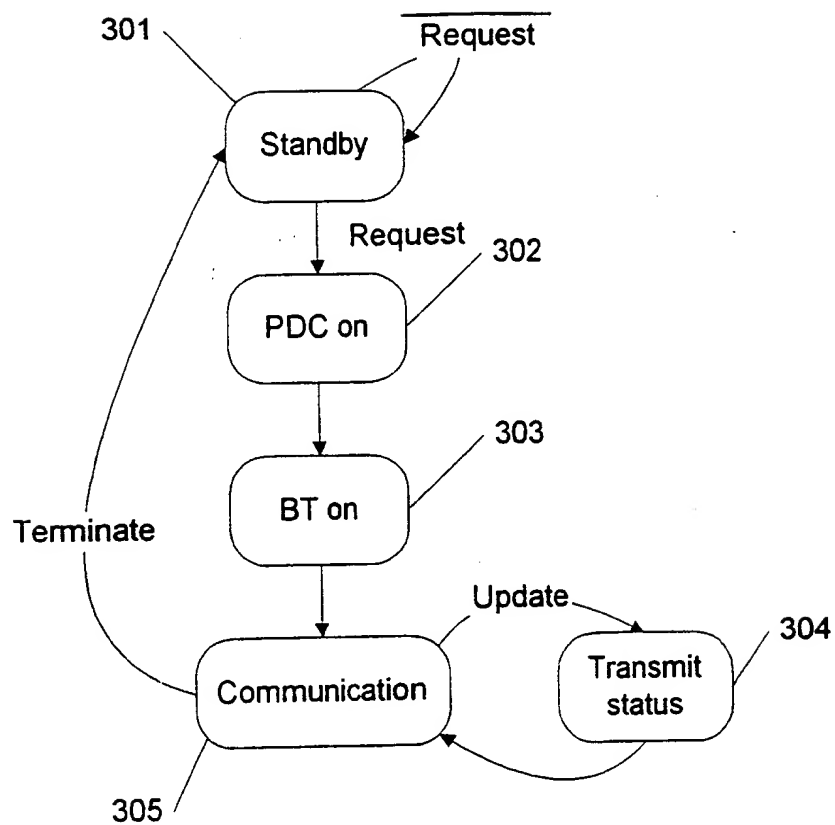 301
Request
Standby
Request
302
PDC on
303
BT on
Terminate
Update
304
Transmit
status
Communication
305